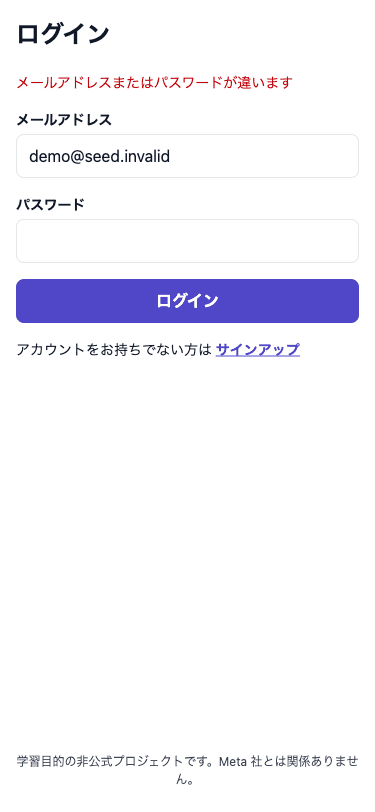 ログイン
メールアドレスまたはパスワードが違います
メールアドレス
demo@seed.invalid
パスワード
ログイン
アカウントをお持ちでない方は サインアップ
学習目的の非公式プロジェクトです。Meta 社とは関係ありませ
ん。